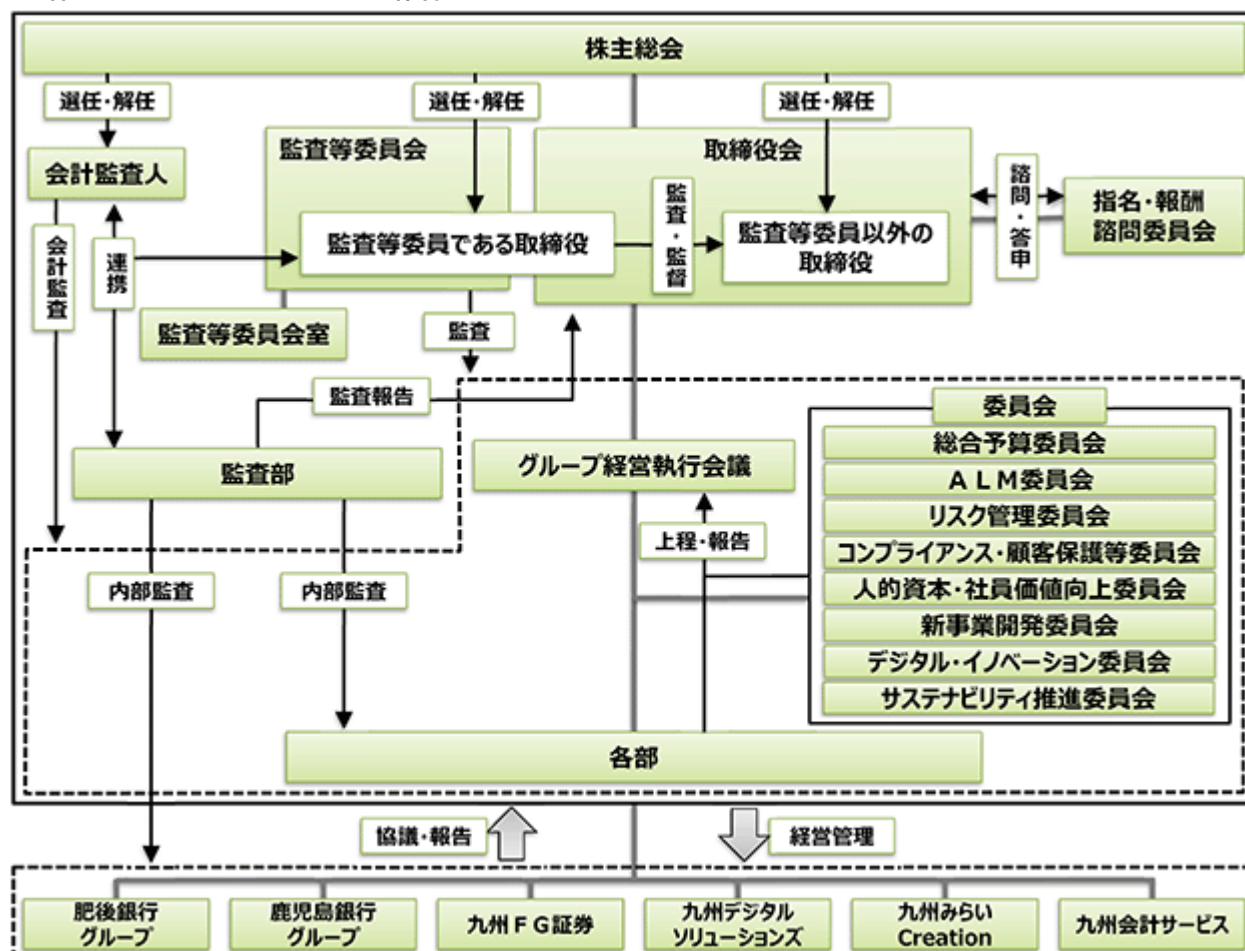 株主総会
選任・解任
選任・解任
選任・解任
会計監査人
監査等委員会
取締役会
監査等委員である取締役
監査・監督
監査等委員以外の
取締役
諮問・答申
指名・報酬
諮問委員会
会計監査
連携
監査等委員会室
監査
監査報告
監査部
グループ経営執行会議
委員会
総合予算委員会
ALM委員会
リスク管理委員会
コンプライアンス・顧客保護等委員会
人的資本・社員価値向上委員会
新事業開発委員会
デジタル・イノベーション委員会
サステナビリティ推進委員会
上程・報告
内部監査
内部監査
各部
協議・報告
経営管理
肥後銀行
グループ
鹿児島銀行
グループ
九州FG証券
九州デジタル
ソリューションズ
九州みらい
Creation
九州会計サービス